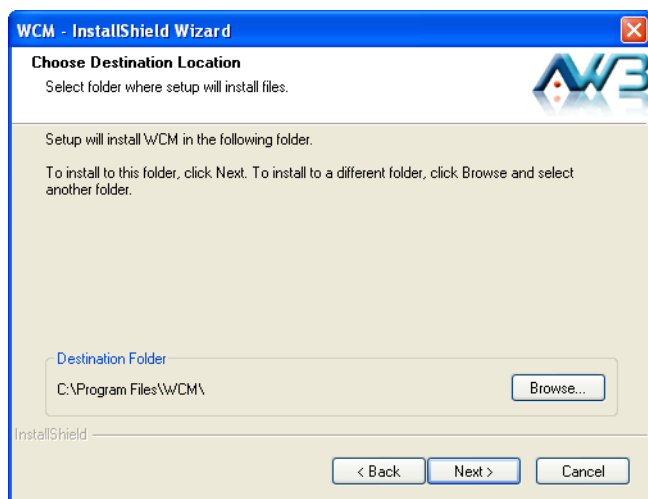 WCM - InstallShield Wizard
Choose Destination Location
Select folder where setup will install files.
AW3
Setup will install WCM in the following folder.
To install to this folder, click Next. To install to a different folder, click Browse and select
another folder.
Destination Folder
C:\Program Files\WCM\
Browse...
InstallShield
< Back
Next >
Cancel